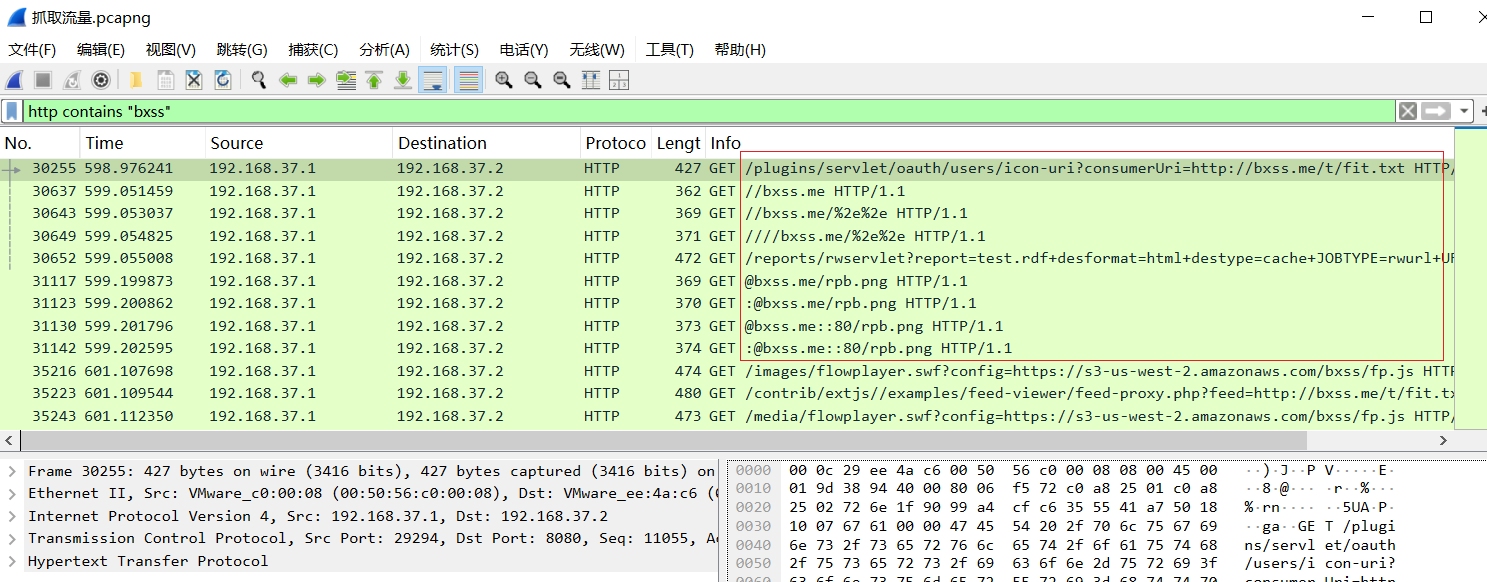 抓取流量.pcapng
文件(F) 编辑(E) 视图(V) 跳转(G) 捕获(C) 分析(A) 统计(S) 电话(Y) 无线(W) 工具(T) 帮助(H)
http contains "bxss"
No. Time Source Destination Protoco Lengt Info
30255 598.976241 192.168.37.1 192.168.37.2 HTTP 427 GET /plugins/servlet/oauth/users/icon-uri?consumerUri=http://bxss.me/t/fit.txt HTTP/
30637 599.051459 192.168.37.1 192.168.37.2 HTTP 362 GET //bxss.me HTTP/1.1
30643 599.053037 192.168.37.1 192.168.37.2 HTTP 369 GET //bxss.me/%2e%2e HTTP/1.1
30649 599.054825 192.168.37.1 192.168.37.2 HTTP 371 GET ////bxss.me/%2e%2e HTTP/1.1
30652 599.055008 192.168.37.1 192.168.37.2 HTTP 472 GET /reports/rwservlet?report=test.rdf+desformat=html+destype=cache+JOBTYPE=rwurl+UR
31117 599.199873 192.168.37.1 192.168.37.2 HTTP 369 GET @bxss.me/rpb.png HTTP/1.1
31123 599.200862 192.168.37.1 192.168.37.2 HTTP 370 GET :@bxss.me/rpb.png HTTP/1.1
31130 599.201796 192.168.37.1 192.168.37.2 HTTP 373 GET @bxss.me::80/rpb.png HTTP/1.1
31142 599.202595 192.168.37.1 192.168.37.2 HTTP 374 GET :@bxss.me::80/rpb.png HTTP/1.1
35216 601.107698 192.168.37.1 192.168.37.2 HTTP 474 GET /images/flowplayer.swf?config=https://s3-us-west-2.amazonaws.com/bxss/fp.js HTTP
35223 601.109544 192.168.37.1 192.168.37.2 HTTP 480 GET /contrib/extjs//examples/feed-viewer/feed-proxy.php?feed=http://bxss.me/t/fit.tx
35243 601.112350 192.168.37.1 192.168.37.2 HTTP 473 GET /media/flowplayer.swf?config=https://s3-us-west-2.amazonaws.com/bxss/fp.js HTTP/
Frame 30255: 427 bytes on wire (3416 bits), 427 bytes captured (3416 bits) on
Ethernet II, Src: VMware_c0:00:08 (00:50:56:c0:00:08), Dst: VMware_ee:4a:c6 (
Internet Protocol Version 4, Src: 192.168.37.1, Dst: 192.168.37.2
Transmission Control Protocol, Src Port: 29294, Dst Port: 8080, Seq: 11055, A
Hypertext Transfer Protocol
0000 00 0c 29 ee 4a c6 00 50 56 c0 00 08 08 00 45 00 ··)·J··P V·····E·
0010 01 9d 38 94 40 00 80 06 f5 72 c0 a8 25 01 c0 a8 ··8·@··· ·r··%···
0020 25 02 72 6e 1f 90 99 a4 cf c6 35 55 41 a7 50 18 %·rn···· ··5UA·P·
0030 10 07 67 61 00 00 47 45 54 20 2f 70 6c 75 67 69 ··ga··GE T /plugi
0040 6e 73 2f 73 65 72 76 6c 65 74 2f 6f 61 75 74 68 ns/servl et/oauth
0050 2f 75 73 65 72 73 2f 69 63 6f 6e 2d 75 72 69 3f /users/i con-uri?
0060 63 6f 6e 73 75 6d 65 72 55 72 69 3d 68 74 74 70 consumer Uri=http